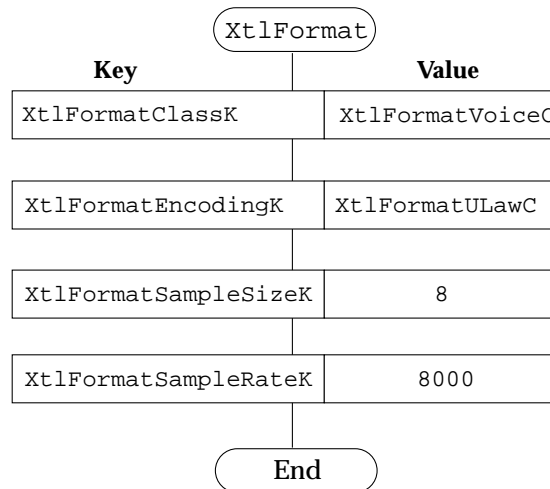 XtlFormat
Key Value
XtlFormatClassK XtlFormatVoiceC
XtlFormatEncodingK XtlFormatULawC
XtlFormatSampleSizeK 8
XtlFormatSampleRateK 8000
End